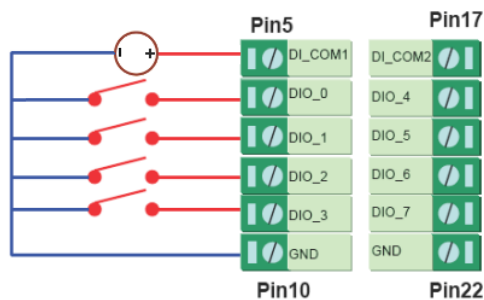 Pin5
Pin17
- +
DI_COM1
DI_COM2
DIO_0
DIO_4
DIO_1
DIO_5
DIO_2
DIO_6
DIO_3
DIO_7
GND
GND
Pin10
Pin22